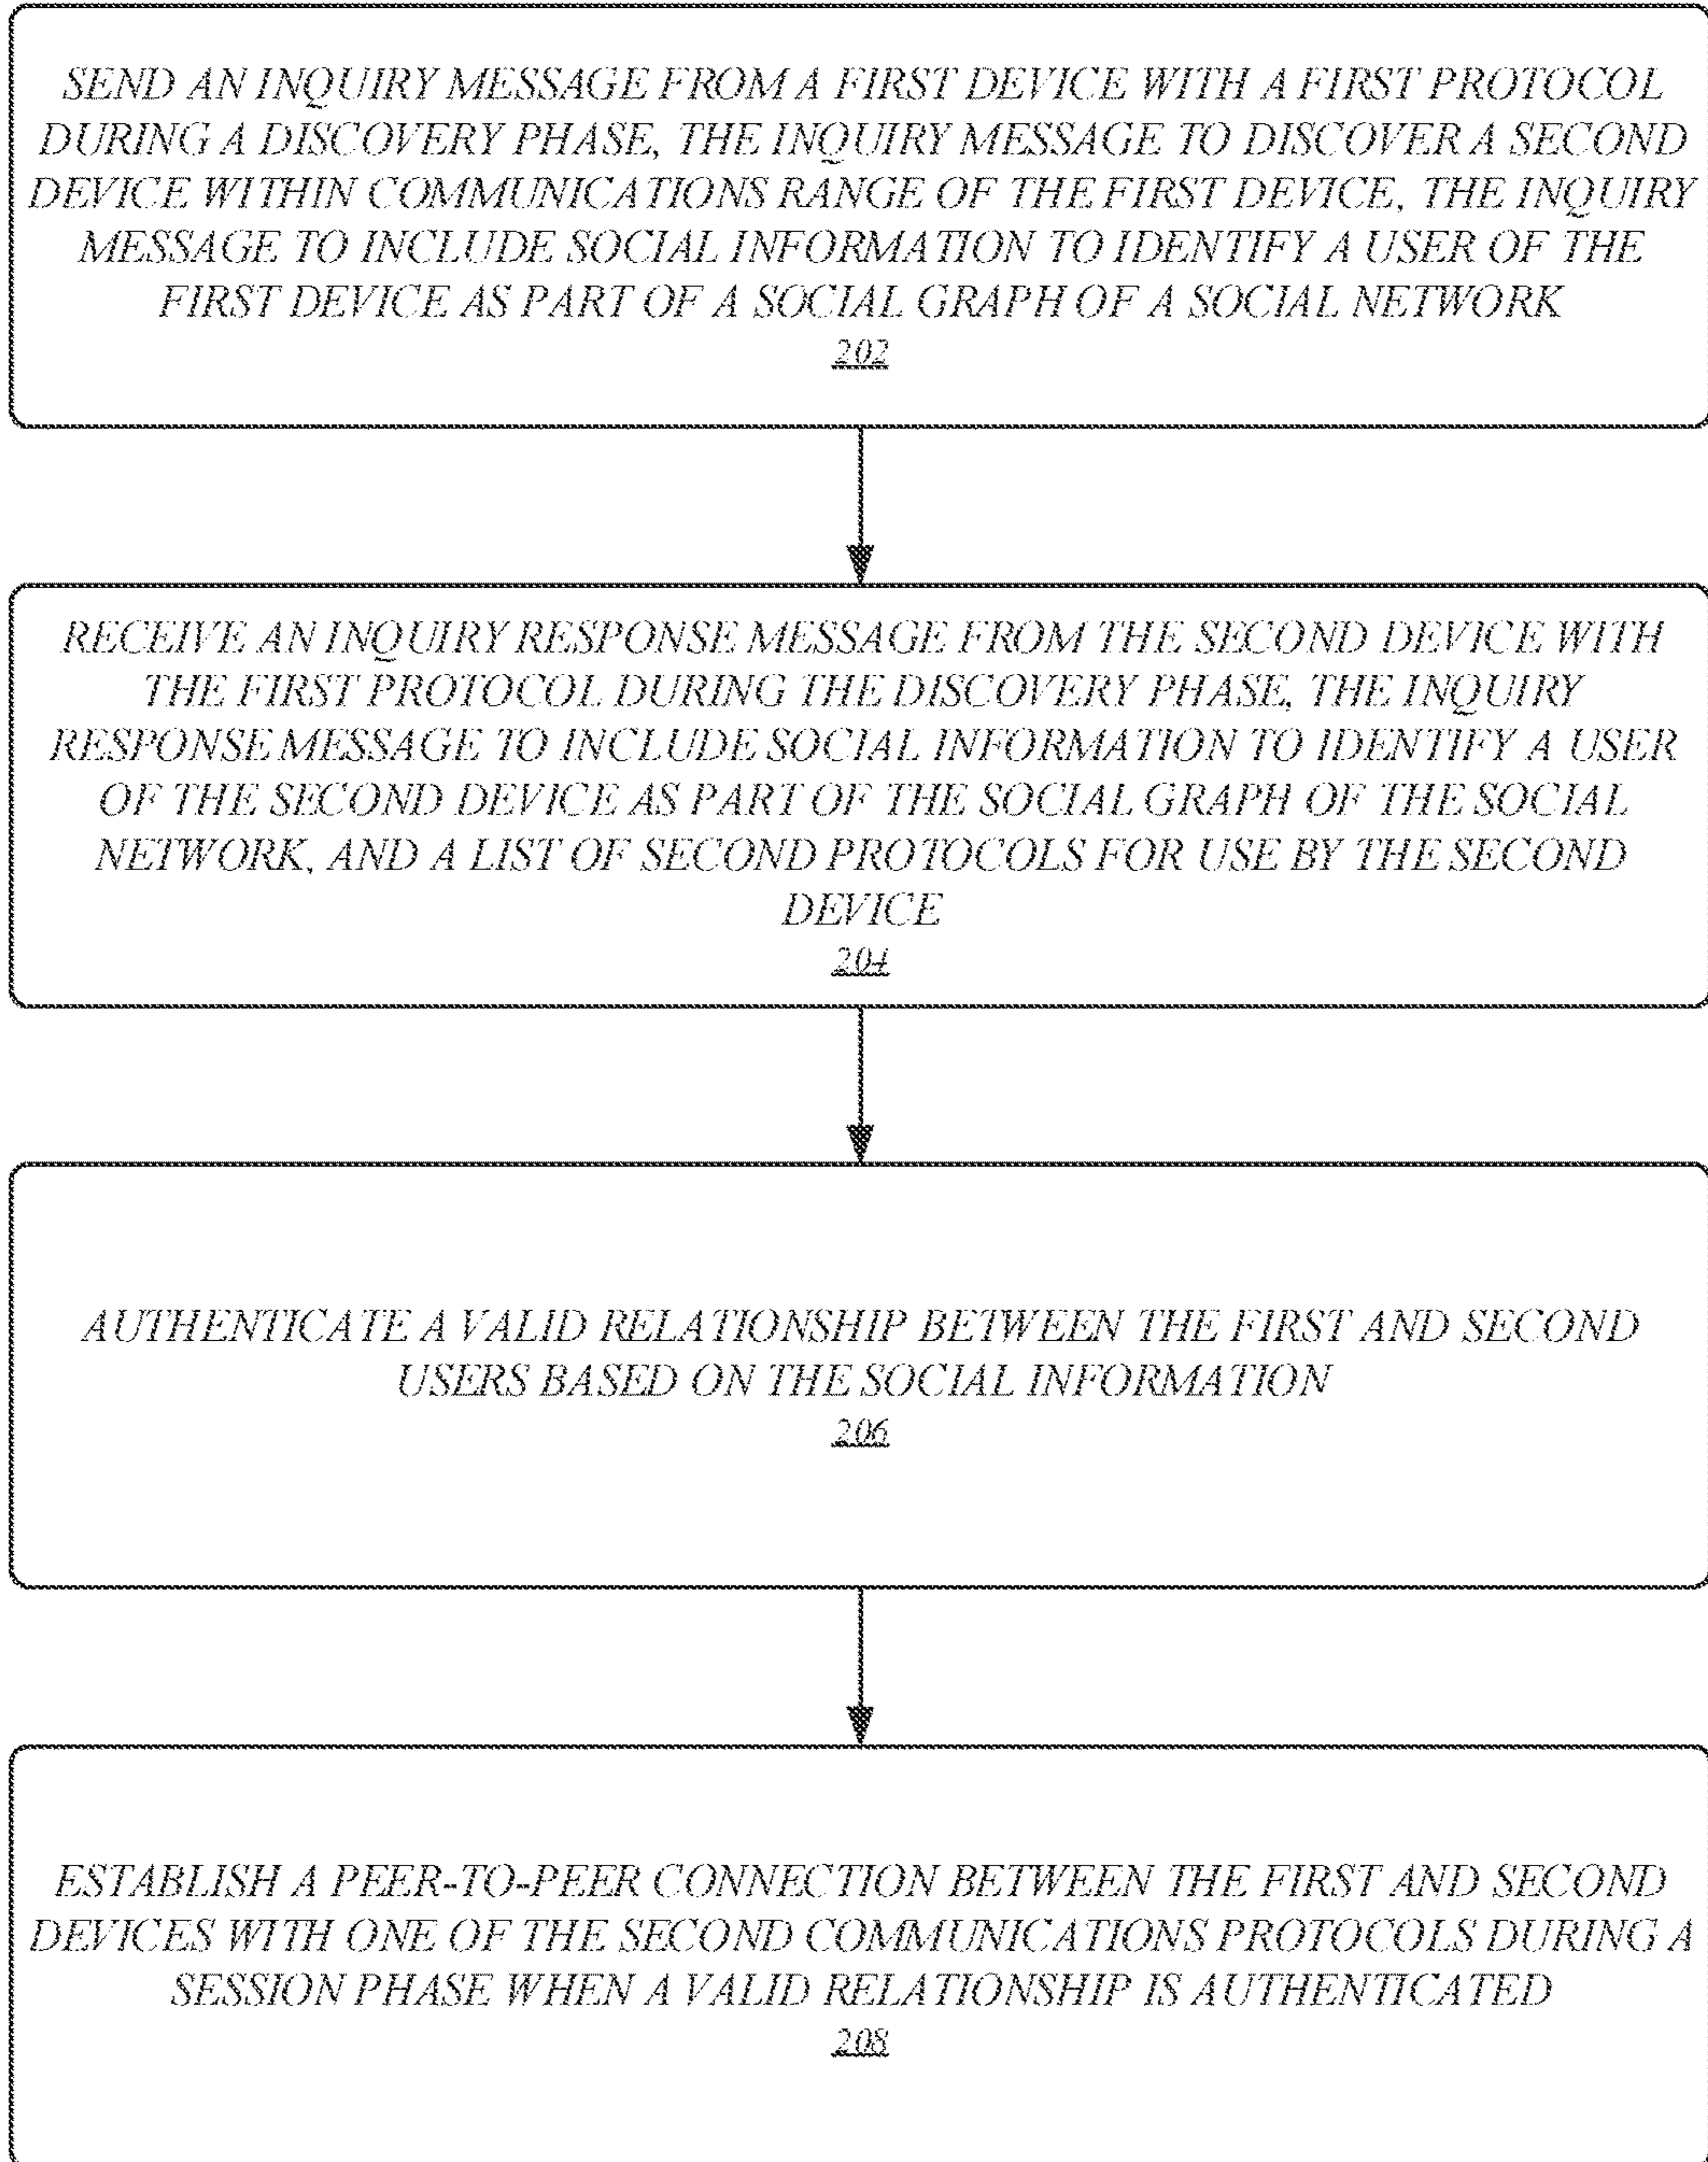 SEND AN INQUIRY MESSAGE FROM A FIRST DEVICE WITH A FIRST PROTOCOL
DURING A DISCOVERY PHASE, THE INQUIRY MESSAGE TO DISCOVER A SECOND
DEVICE WITHIN COMMUNICATIONS RANGE OF THE FIRST DEVICE, THE INQUIRY
MESSAGE TO INCLUDE SOCIAL INFORMATION TO IDENTIFY A USER OF THE
FIRST DEVICE AS PART OF A SOCIAL GRAPH OF A SOCIAL NETWORK
202
RECEIVE AN INQUIRY RESPONSE MESSAGE FROM THE SECOND DEVICE WITH
THE FIRST PROTOCOL DURING THE DISCOVERY PHASE, THE INQUIRY
RESPONSE MESSAGE TO INCLUDE SOCIAL INFORMATION TO IDENTIFY A USER
OF THE SECOND DEVICE AS PART OF THE SOCIAL GRAPH OF THE SOCIAL
NETWORK, AND A LIST OF SECOND PROTOCOLS FOR USE BY THE SECOND
DEVICE
204
AUTHENTICATE A VALID RELATIONSHIP BETWEEN THE FIRST AND SECOND
USERS BASED ON THE SOCIAL INFORMATION
206
ESTABLISH A PEER-TO-PEER CONNECTION BETWEEN THE FIRST AND SECOND
DEVICES WITH ONE OF THE SECOND COMMUNICATIONS PROTOCOLS DURING A
SESSION PHASE WHEN A VALID RELATIONSHIP IS AUTHENTICATED
208